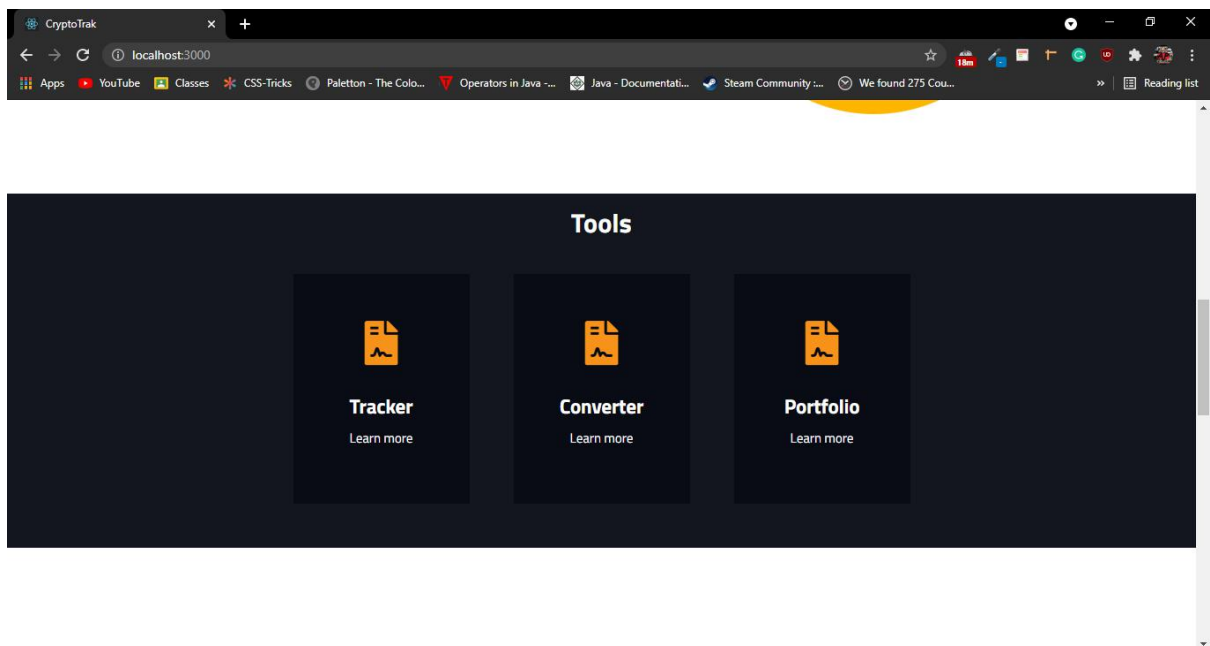 CryptoTrak
localhost:3000
18m
Apps YouTube Classes CSS-Tricks Paletton - The Colo... Operators in Java -... Java - Documentati... Steam Community :... We found 275 Cou... » Reading list
Tools
Tracker Converter Portfolio
Learn more Learn more Learn more